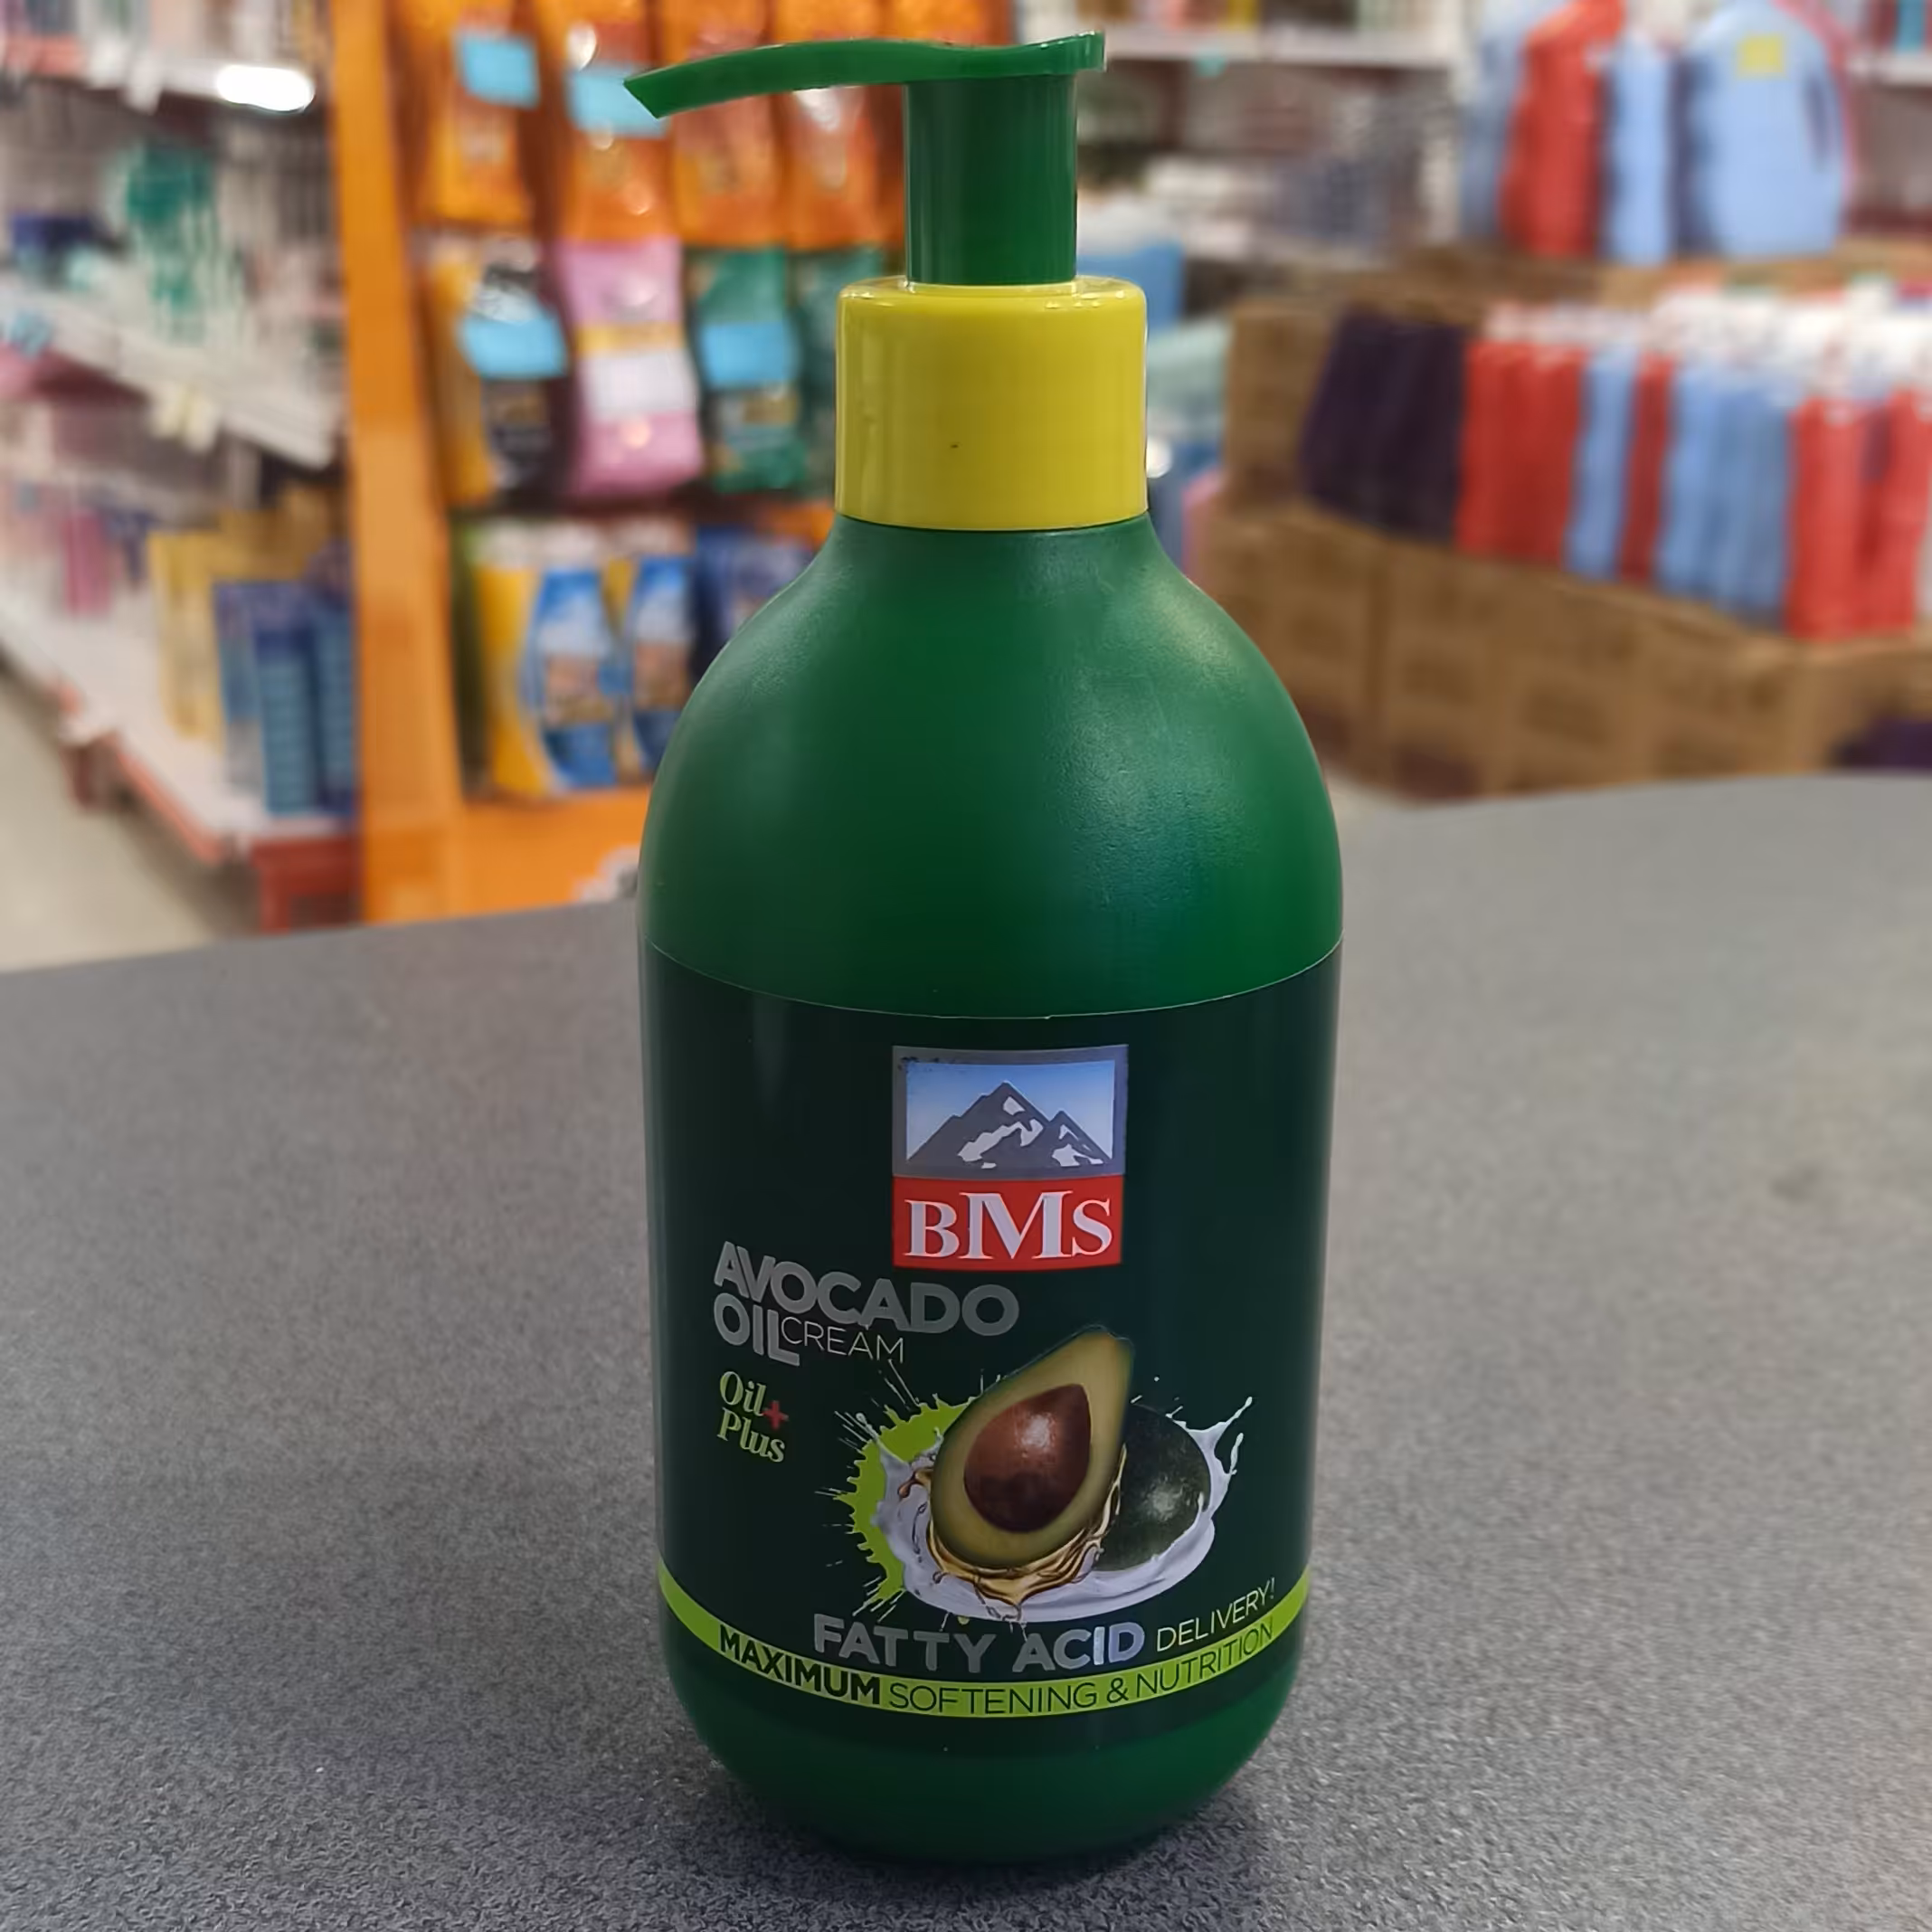 BMS
AVOCADO
OIL CREAM
Oil+
Plus
FATTY ACID DELIVERY!
MAXIMUM SOFTENING & NUTRITION